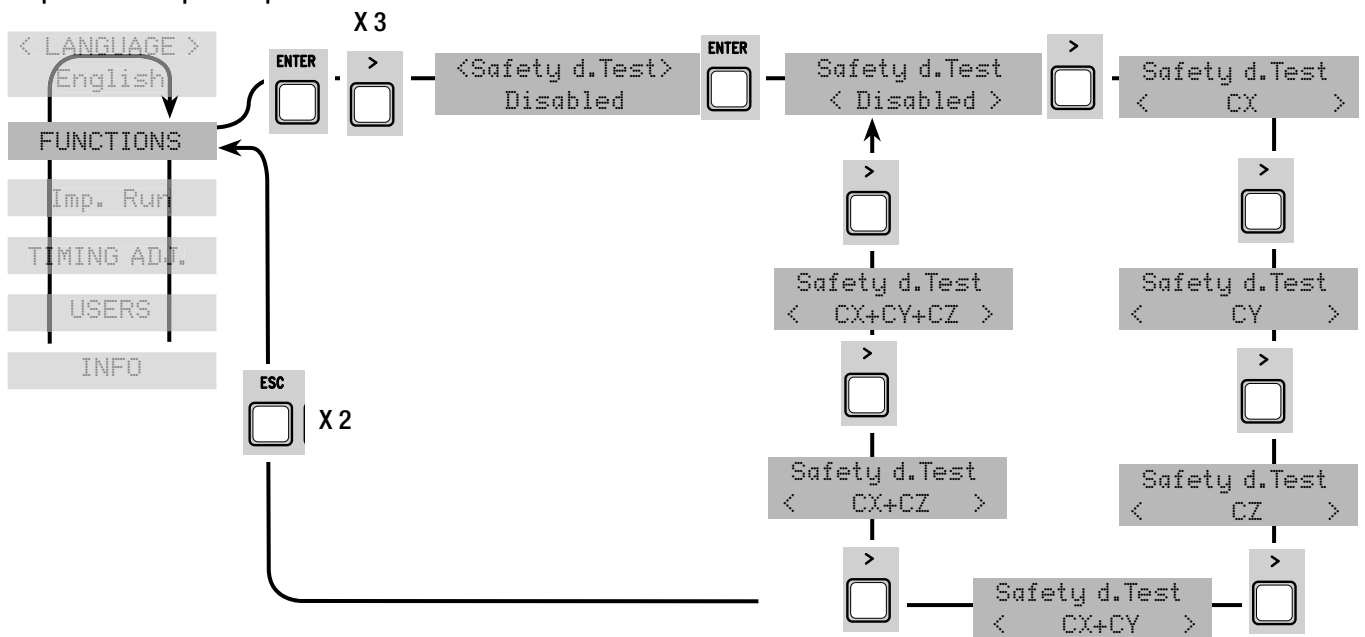 X 3
< LANGUAGE >
English
ENTER
>
<Safety d.Test>
Disabled
ENTER
Safety d.Test
< Disabled >
>
Safety d.Test
< CX >
FUNCTIONS
>
>
Imp. Run
TIMING ADJ.
Safety d.Test
< CX+CY+CZ >
Safety d.Test
< CY >
USERS
INFO
>
>
ESC
X 2
Safety d.Test
< CX+CZ >
Safety d.Test
< CZ >
>
>
Safety d.Test
< CX+CY >